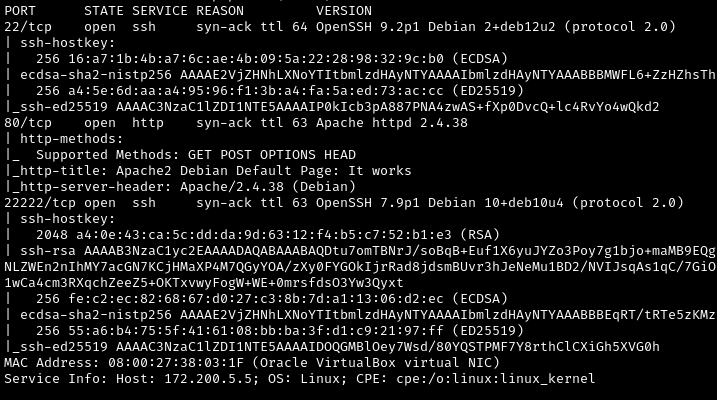 PORT      STATE SERVICE REASON         VERSION
22/tcp    open  ssh     syn-ack ttl 64 OpenSSH 9.2p1 Debian 2+deb12u2 (protocol 2.0)
| ssh-hostkey:
|   256 16:a7:1b:4b:a7:6c:ae:4b:09:5a:22:28:98:32:9c:b0 (ECDSA)
| ecdsa-sha2-nistp256 AAAAE2VjZHNhLXNoYTItbmlzdHAyNTYAAAAIbmlzdHAyNTYAAABBBMWFL6+ZzHZhsTh
|   256 a4:5e:6d:aa:a4:95:96:f1:3b:a4:fa:5a:ed:73:ac:cc (ED25519)
|_ssh-ed25519 AAAAC3NzaC1lZDI1NTE5AAAAIP0kIcb3pA887PNA4zwAS+fXp0DvcQ+lc4RvYo4wQkd2
80/tcp    open  http    syn-ack ttl 63 Apache httpd 2.4.38
| http-methods:
|_  Supported Methods: GET POST OPTIONS HEAD
|_http-title: Apache2 Debian Default Page: It works
|_http-server-header: Apache/2.4.38 (Debian)
22222/tcp open  ssh     syn-ack ttl 63 OpenSSH 7.9p1 Debian 10+deb10u4 (protocol 2.0)
| ssh-hostkey:
|   2048 a4:0e:43:ca:5c:dd:da:9d:63:12:f4:b5:c7:52:b1:e3 (RSA)
| ssh-rsa AAAAB3NzaC1yc2EAAAADAQABAAABAQDtu7omTBNrJ/soBqB+Euf1X6yuJYZo3Poy7g1bjo+maMB9EQg
NLZWEn2nIhMY7acGN7KCjHMaXP4M7QGyYOA/zXy0FYGOkIjrRad8jdsmBUvr3hJeNeMu1BD2/NVIJsqAs1qC/7GiO
1wCa4cm3RXqchZeeZ5+OKTxvwyFogW+WE+0mrsfdsO3Yw3Qyxt
|   256 fe:c2:ec:82:68:67:d0:27:c3:8b:7d:a1:13:06:d2:ec (ECDSA)
| ecdsa-sha2-nistp256 AAAAE2VjZHNhLXNoYTItbmlzdHAyNTYAAAAIbmlzdHAyNTYAAABBBEqRT/tRTe5zKMz
|   256 55:a6:b4:75:5f:41:61:08:bb:ba:3f:d1:c9:21:97:ff (ED25519)
|_ssh-ed25519 AAAAC3NzaC1lZDI1NTE5AAAAIDOQGMBlOey7Wsd/80YQSTPMF7Y8rthClCXiGh5XVG0h
MAC Address: 08:00:27:38:03:1F (Oracle VirtualBox virtual NIC)
Service Info: Host: 172.200.5.5; OS: Linux; CPE: cpe:/o:linux:linux_kernel